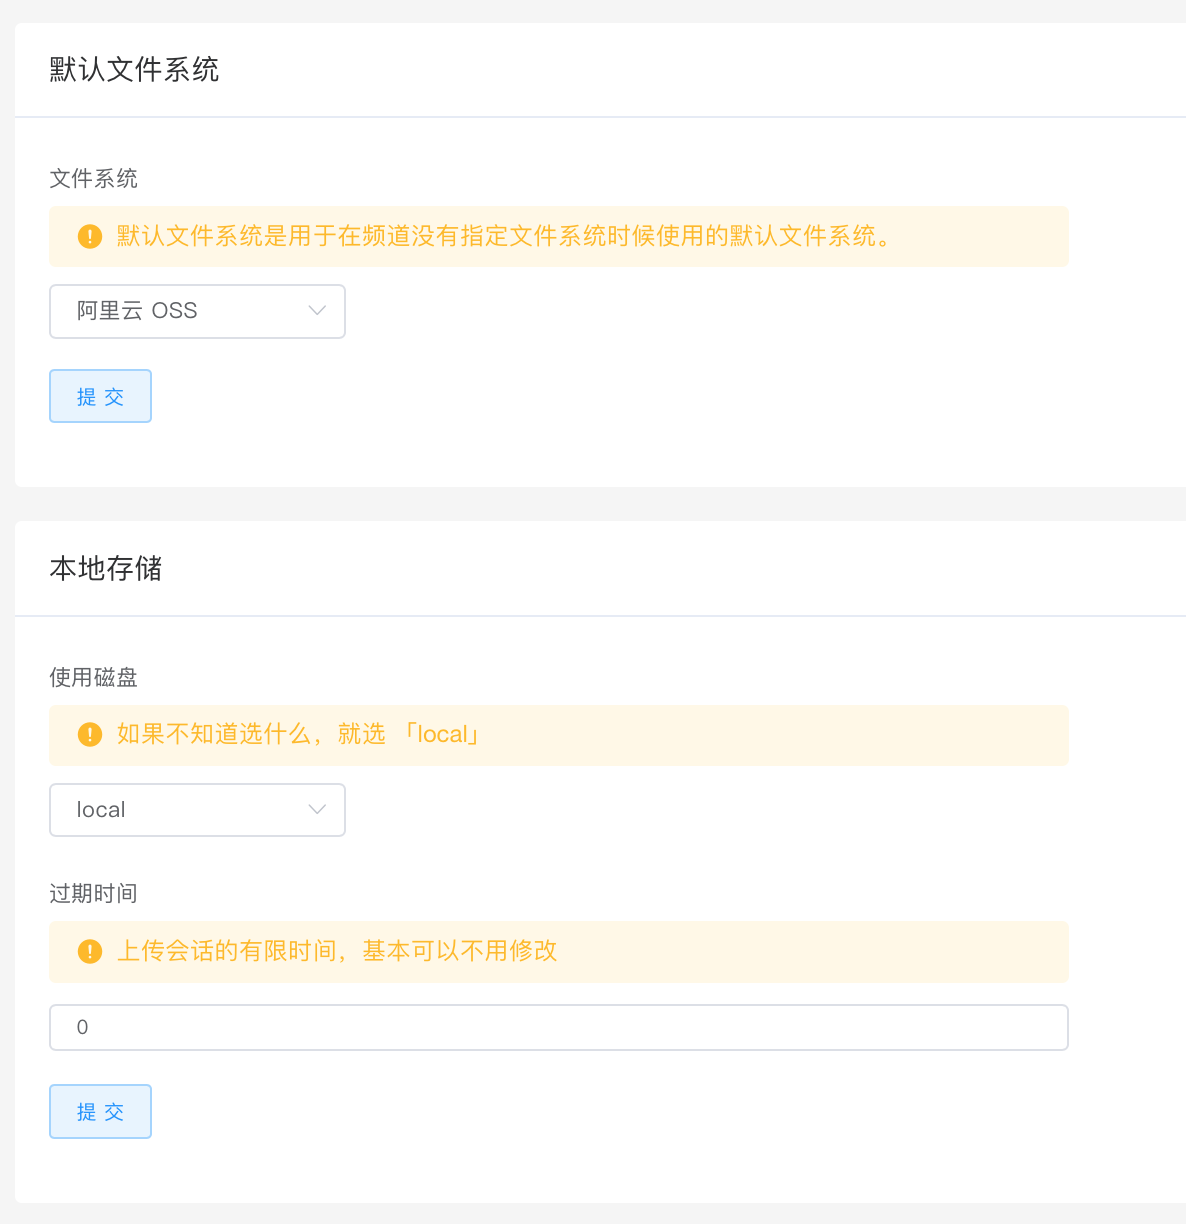 默认文件系统
文件系统
默认文件系统是用于在频道没有指定文件系统时候使用的默认文件系统。
阿里云 OSS
提 交
本地存储
使用磁盘
如果不知道选什么，就选 「local」
local
过期时间
上传会话的有限时间，基本可以不用修改
0
提 交